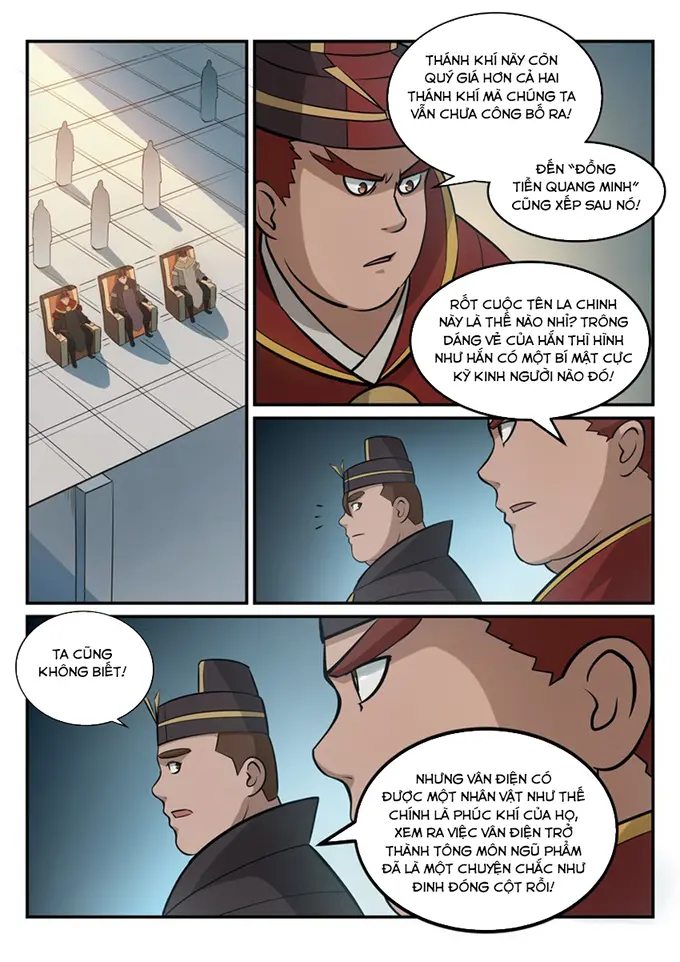 THÁNH KHÍ NÀY CÒN
QUÝ GIÁ HƠN CẢ HAI
THÁNH KHÍ MÀ CHÚNG TA
VẪN CHƯA CÔNG BỐ RA!
ĐẾN “ĐỒNG
TIỀN QUANG MINH”
CŨNG XẾP SAU NÓ!
RỐT CUỘC TÊN LA CHINH
NÀY LÀ THẾ NÀO NHỈ? TRÔNG
DÁNG VẺ CỦA HẮN THÌ HÌNH
NHƯ HẮN CÓ MỘT BÍ MẬT CỰC
KỲ KINH NGƯỜI NÀO ĐÓ!
TA CŨNG
KHÔNG BIẾT!
NHƯNG VÂN ĐIỆN CÓ
ĐƯỢC MỘT NHÂN VẬT NHƯ THẾ
CHÍNH LÀ PHÚC KHÍ CỦA HỌ,
XEM RA VIỆC VÂN ĐIỆN TRỞ
THÀNH TÔNG MÔN NGŨ PHẨM
ĐÃ LÀ MỘT CHUYỆN CHẮC NHƯ
ĐINH ĐÓNG CỘT RỒI!